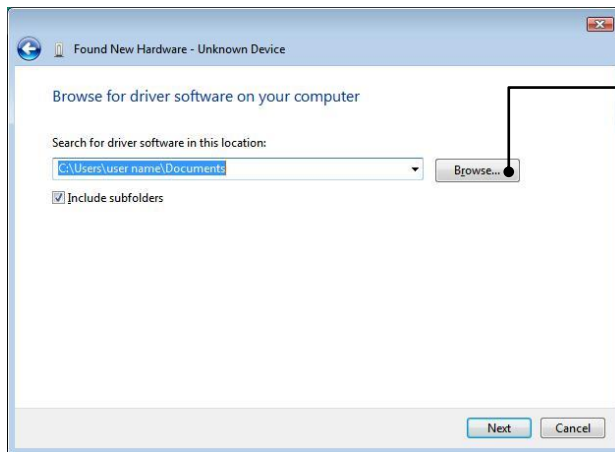 Found New Hardware - Unknown Device
Browse for driver software on your computer
Search for driver software in this location:
C:\Users\user name\Documents
Browse...
Include subfolders
Next
Cancel